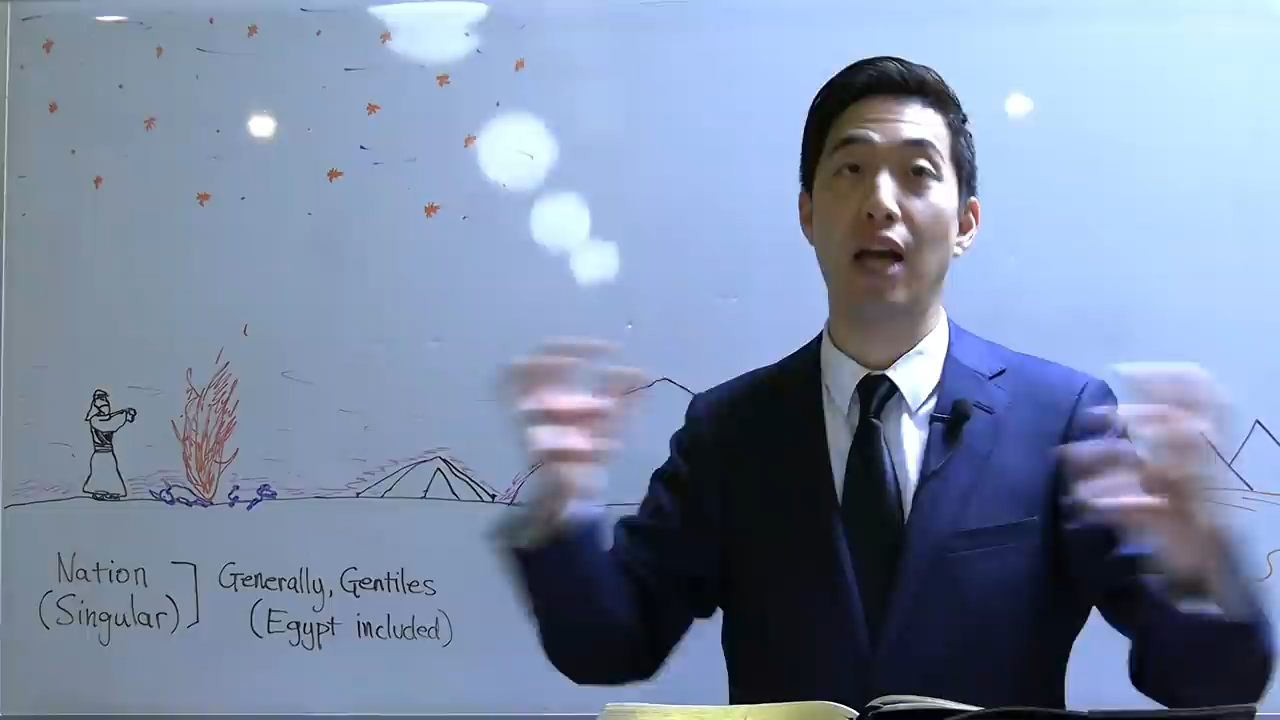 Nation
(Singular)
Generally, Gentiles
(Egypt included)